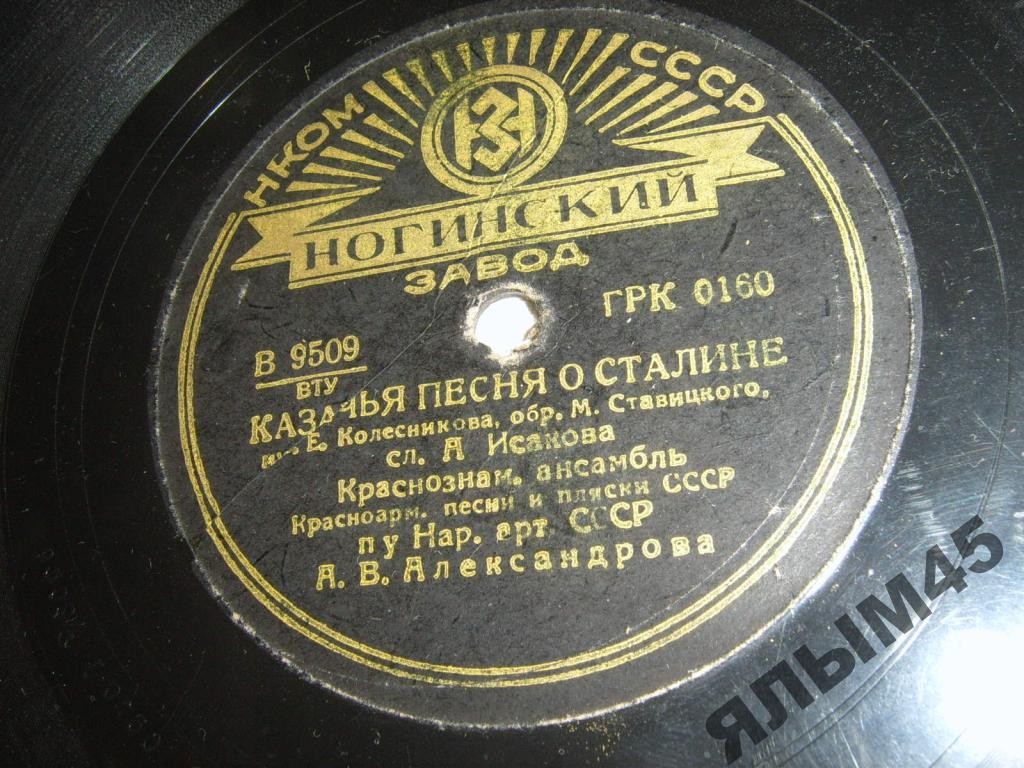 НКОМ СССР
НОГИНСКИЙ
ЗАВОД
ГРК 0160
В 9509
ВТУ
КАЗАЧЬЯ ПЕСНЯ О СТАЛИНЕ
Е. Колесникова, обр. М. Ставицкого,
сл. А Исакова
Краснознам. ансамбль
Красноарм. песни и пляски СССР
п у Нар. арт. СССР
А. В. Александрова
ЯЛЫМ45